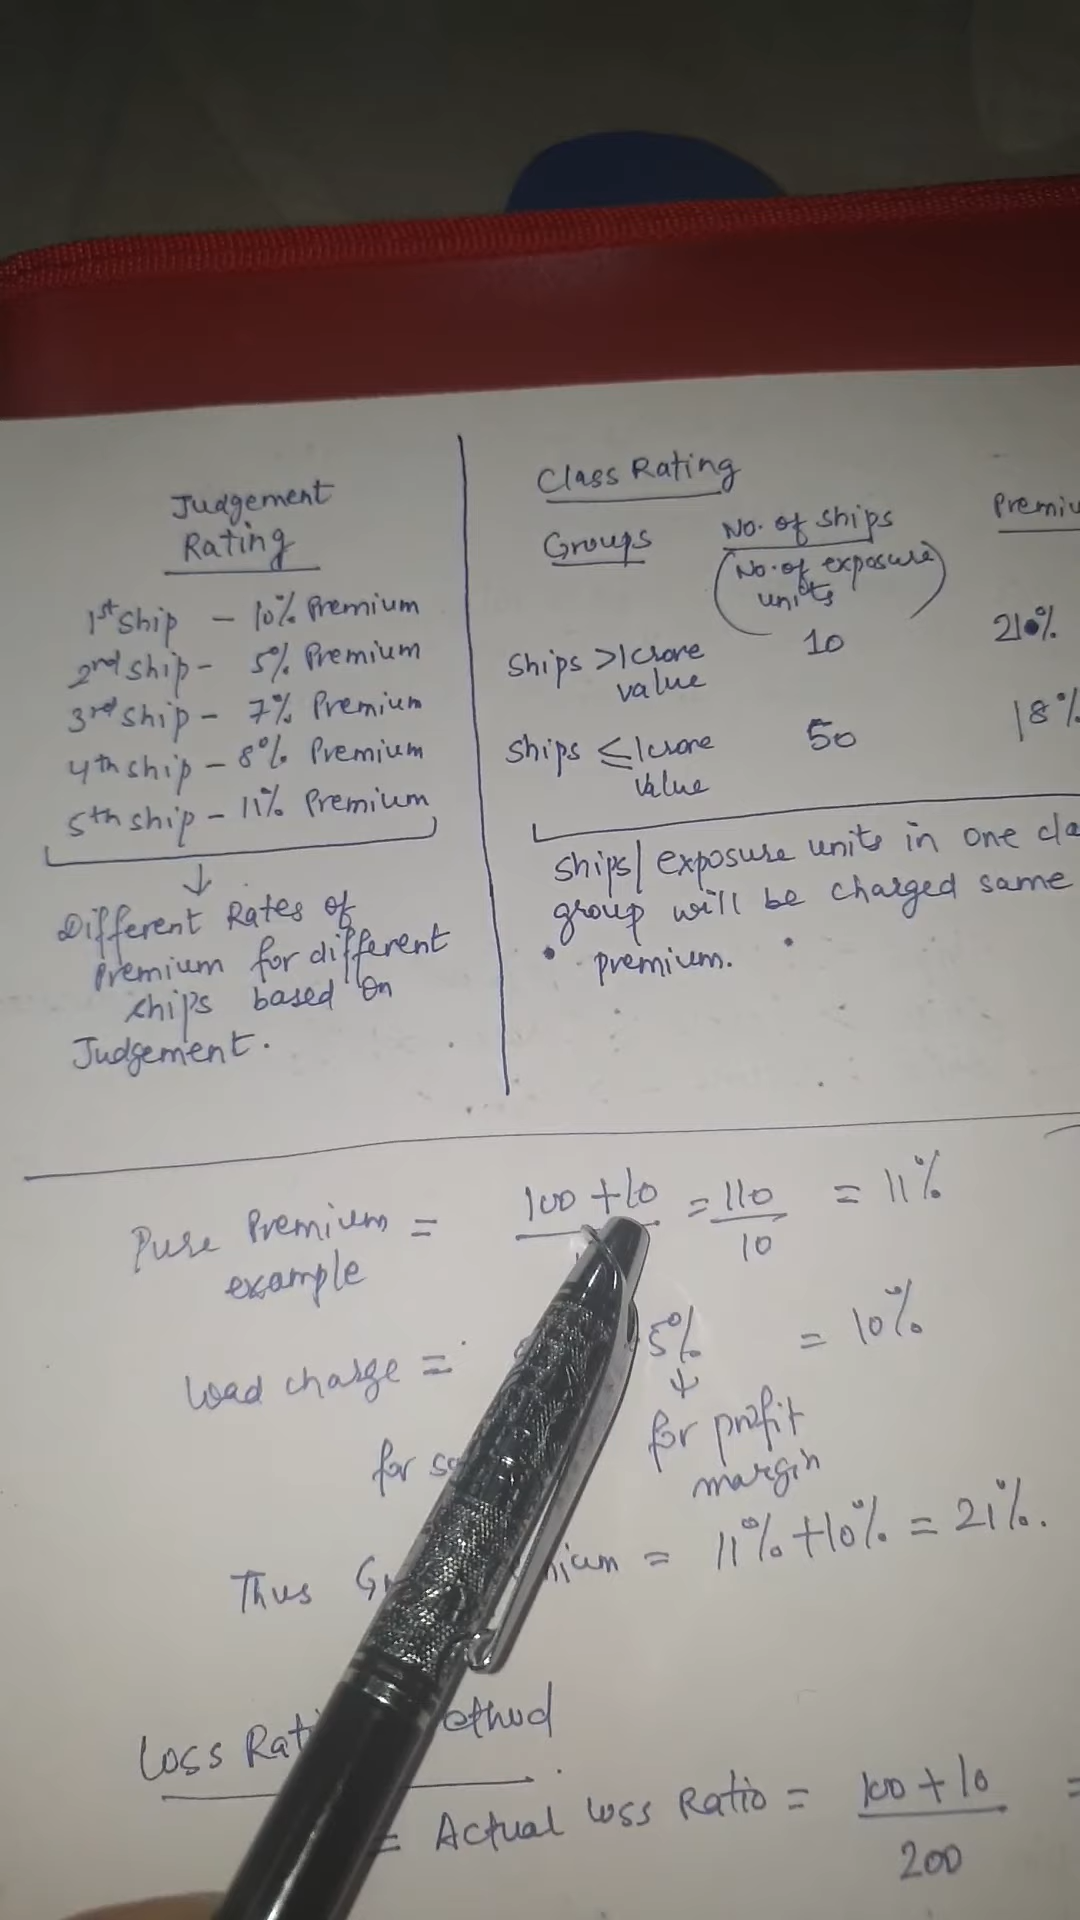 Judgement
Rating
1st ship - 10% Premium
2nd ship - 5% Premium
3rd ship - 7% Premium
4th ship - 8% Premium
5th ship - 11% Premium
↓
Different Rates of
Premium for different
ships based on
Judgement.
Class Rating
Groups No. of ships Premiu
(No. of exposure
units)
Ships >1crore 10 21%
value
Ships ≤1crore 50 18%
value
Ships/exposure units in one cla
group will be charged same
premium.
Pure Premium = 100 + 10 = 110 = 11%
example 10
Load charge = 5% = 10%
↓
for for profit
margin
Thus = 11% + 10% = 21%.
Loss
= Actual loss Ratio = 100 + 10 =
200